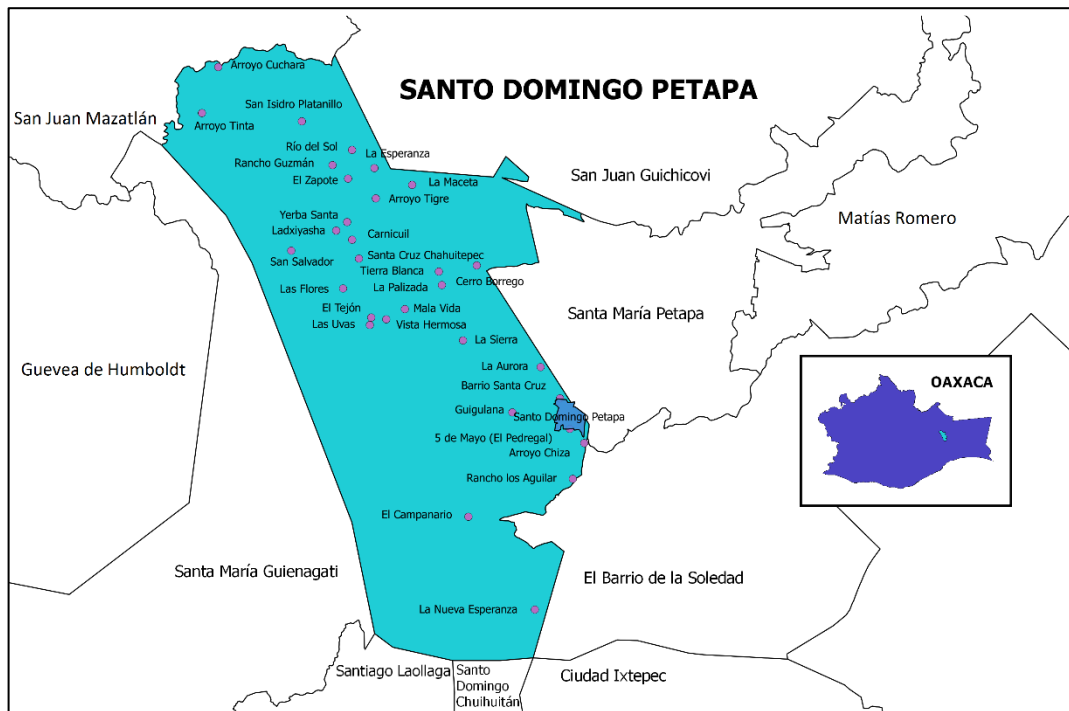 Arroyo Cuchara
SANTO DOMINGO PETAPA
San Isidro Platanillo
San Juan Mazatlán
Arroyo Tinta
Río del Sol
La Esperanza
Rancho Guzmán
San Juan Guichicovi
El Zapote
La Maceta
Arroyo Tigre
Yerba Santa
Matías Romero
Ladxiyasha
Carnicuil
San Salvador
Santa Cruz Chahuitepec
Tierra Blanca
Cerro Borrego
Las Flores
La Palizada
El Tejón
Mala Vida
Santa María Petapa
Las Uvas
Vista Hermosa
La Sierra
Guevea de Humboldt
La Aurora
Barrio Santa Cruz
OAXACA
Guigulana
Santo Domingo Petapa
5 de Mayo (El Pedregal)
Arroyo Chiza
Rancho los Aguilar
El Campanario
Santa María Guienagati
El Barrio de la Soledad
La Nueva Esperanza
Santiago Laollaga
Santo
Domingo
Chuihuitán
Ciudad Ixtepec